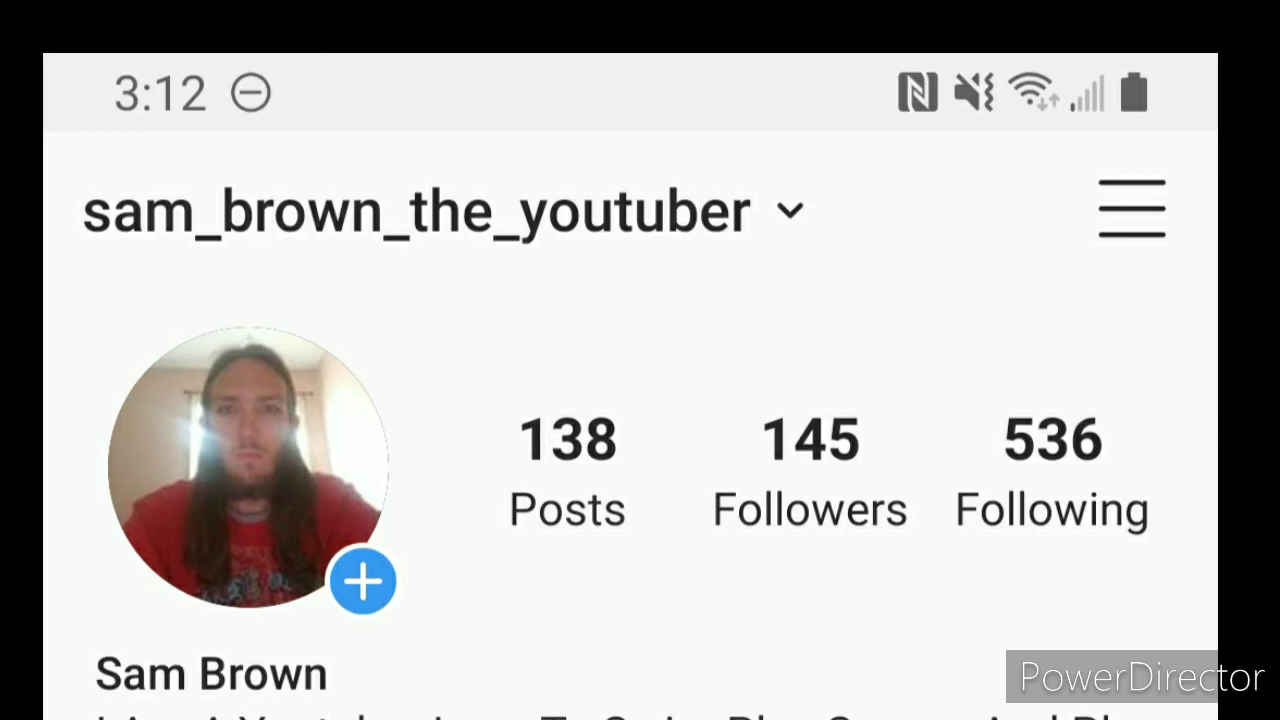 3:12
sam_brown_the_youtuber
138 145 536
Posts Followers Following
Sam Brown
PowerDirector